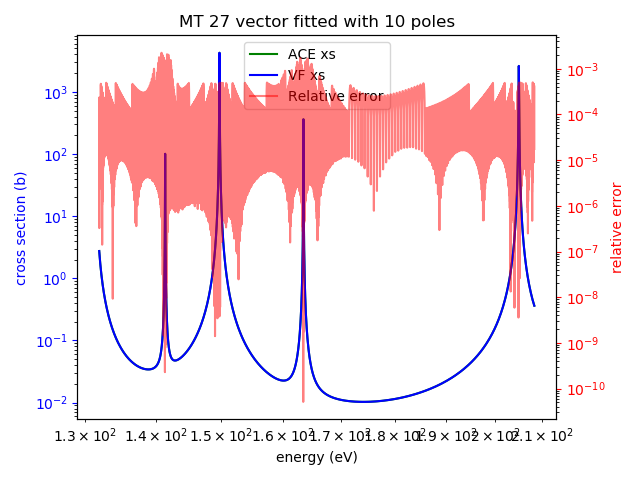 MT 27 vector fitted with 10 poles
ACE xs
VF xs
Relative error
cross section (b)
10³
10²
10¹
10⁰
10⁻¹
10⁻²
relative error
10⁻³
10⁻⁴
10⁻⁵
10⁻⁶
10⁻⁷
10⁻⁸
10⁻⁹
10⁻¹⁰
1.3 × 10² 1.4 × 10² 1.5 × 10² 1.6 × 10² 1.7 × 10² 1.8 × 10² 1.9 × 10² 2 × 10² 2.1 × 10²
energy (eV)